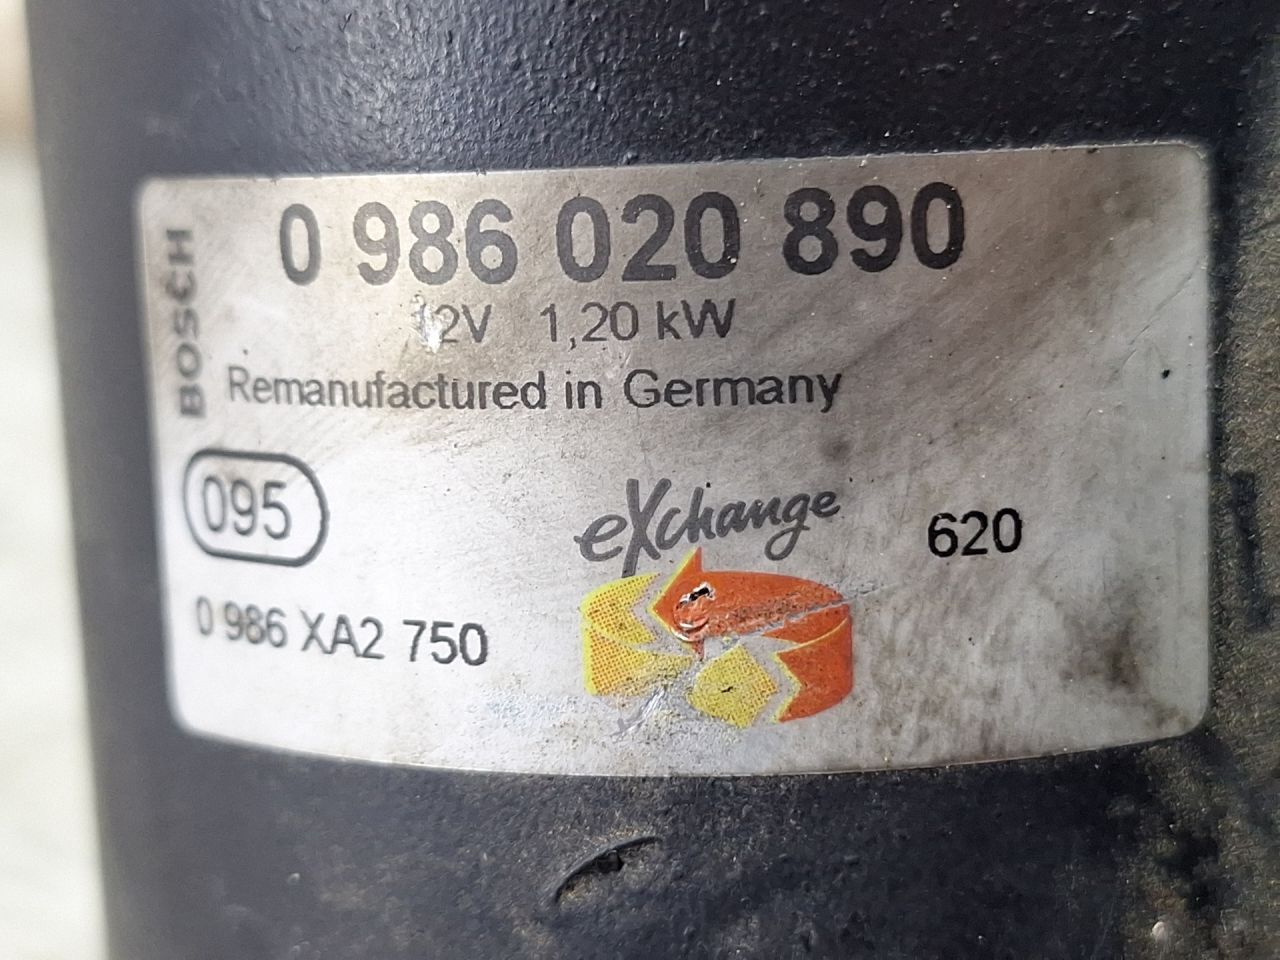 BOSCH
0 986 020 890
12V 1,20 kW
Remanufactured in Germany
095
eXchange
620
0 986 XA2 750